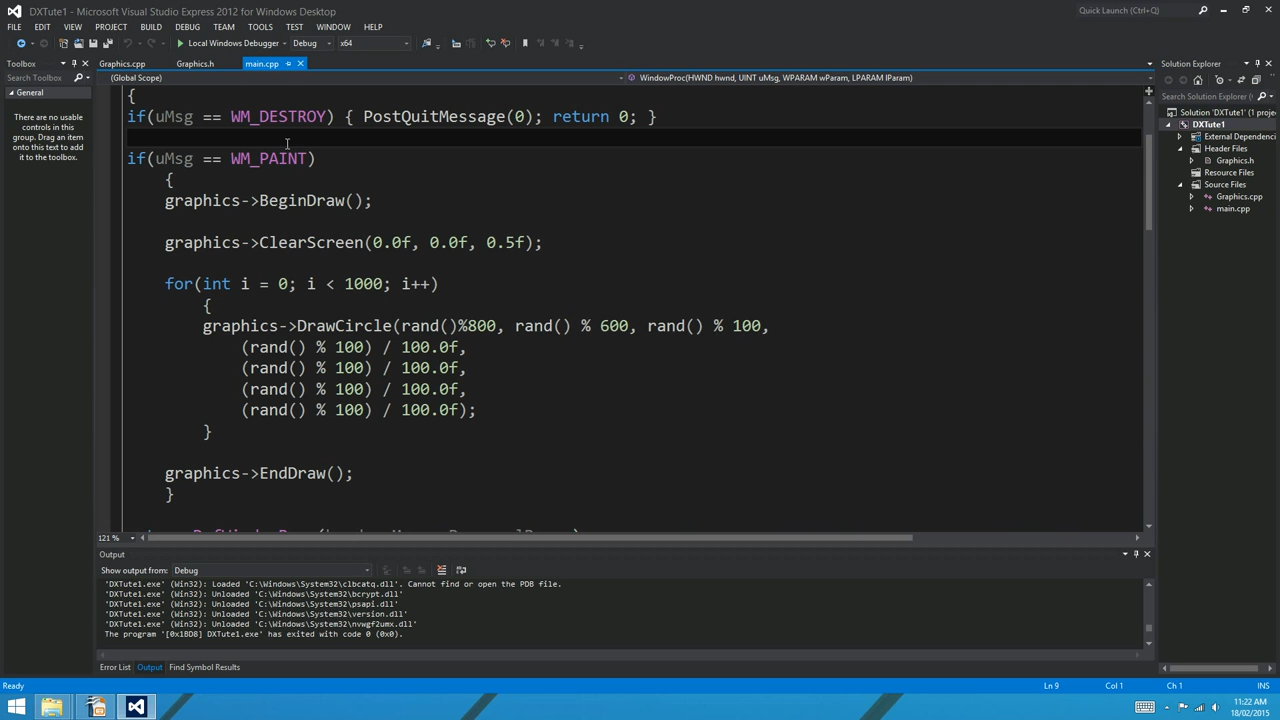 DXTute1 - Microsoft Visual Studio Express 2012 for Windows Desktop
Quick Launch (Ctrl+Q)
FILE EDIT VIEW PROJECT BUILD DEBUG TEAM TOOLS TEST WINDOW HELP
Local Windows Debugger Debug x64
Toolbox
Graphics.cpp Graphics.h main.cpp
Solution Explorer
Search Toolbox
(Global Scope)
WindowProc(HWND hwnd, UINT uMsg, WPARAM wParam, LPARAM lParam)
General
There are no usable
controls in this
group. Drag an item
onto this text to add
it to the toolbox.
{
if(uMsg == WM_DESTROY) { PostQuitMessage(0); return 0; }
if(uMsg == WM_PAINT)
{
graphics->BeginDraw();
graphics->ClearScreen(0.0f, 0.0f, 0.5f);
for(int i = 0; i < 1000; i++)
{
graphics->DrawCircle(rand()%800, rand() % 600, rand() % 100,
(rand() % 100) / 100.0f,
(rand() % 100) / 100.0f,
(rand() % 100) / 100.0f,
(rand() % 100) / 100.0f);
}
graphics->EndDraw();
}
Search Solution Explorer
Solution 'DXTute1' (1 project)
DXTute1
External Dependenci
Header Files
Graphics.h
Resource Files
Source Files
Graphics.cpp
main.cpp
121 %
Output
Show output from: Debug
'DXTute1.exe' (Win32): Loaded 'C:\Windows\System32\clbcatq.dll'. Cannot find or open the PDB file.
'DXTute1.exe' (Win32): Unloaded 'C:\Windows\System32\bcrypt.dll'
'DXTute1.exe' (Win32): Unloaded 'C:\Windows\System32\psapi.dll'
'DXTute1.exe' (Win32): Unloaded 'C:\Windows\System32\version.dll'
'DXTute1.exe' (Win32): Unloaded 'C:\Windows\System32\nvwgf2umx.dll'
The program '[0x1BD8] DXTute1.exe' has exited with code 0 (0x0).
Error List Output Find Symbol Results
Ready Ln 9 Col 1 Ch 1 INS
11:22 AM
18/02/2015